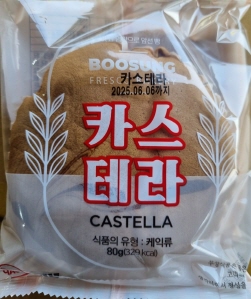 BOOSUNG
카스테라
2025.06.06까지
카스
테라
CASTELLA
식품의 유형 : 케익류
80g(329kcal)